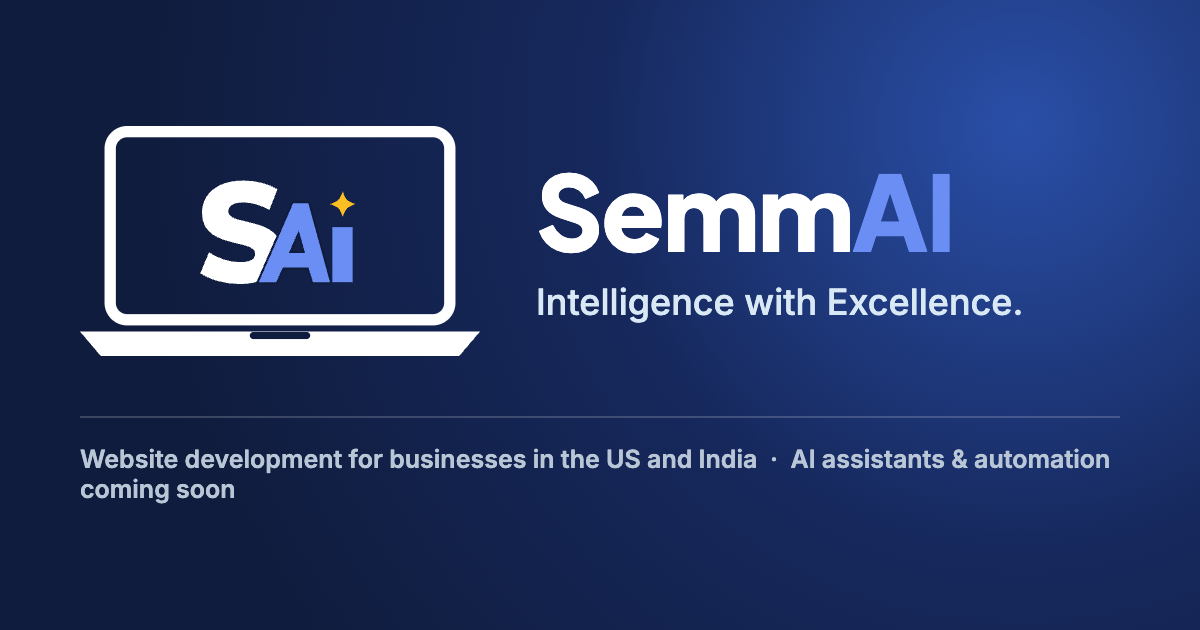 SAi
SemmAI
Intelligence with Excellence.
Website development for businesses in the US and India · AI assistants & automation
coming soon